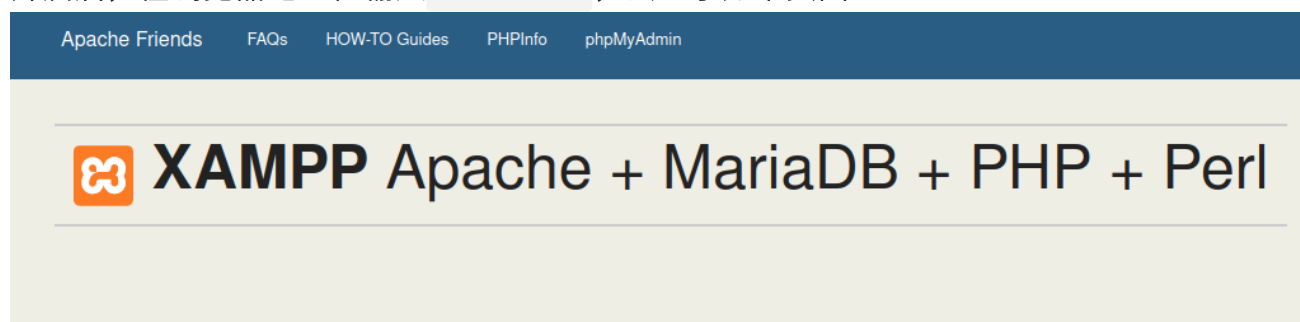 Apache Friends FAQs HOW-TO Guides PHPInfo phpMyAdmin
XAMPP Apache + MariaDB + PHP + Perl